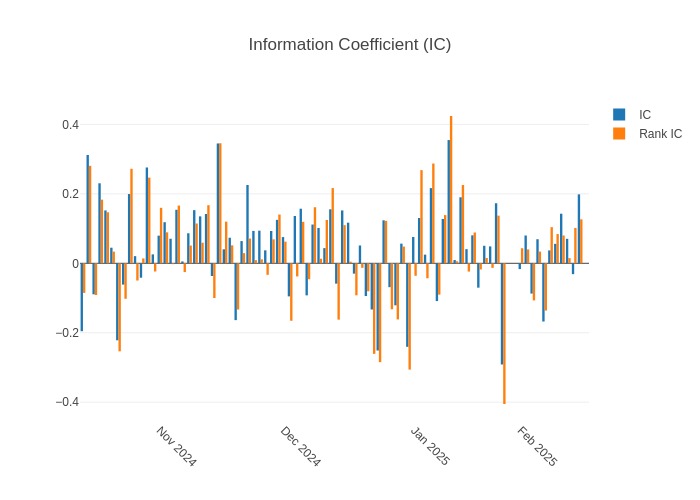 Information Coefficient (IC)
IC
Rank IC
0.4
0.2
0
−0.2
−0.4
Nov 2024
Dec 2024
Jan 2025
Feb 2025